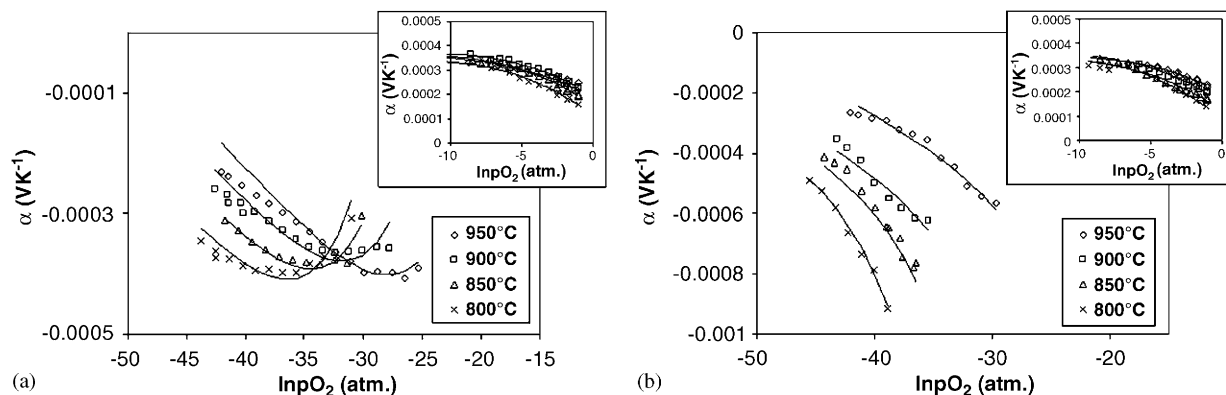 -0.0001
-0.0003
-0.0005
α (VK-1)
-50 -45 -40 -35 -30 -25 -20 -15
lnpO2 (atm.)
(a)
950°C
900°C
850°C
800°C
0.0005
0.0004
0.0003
0.0002
0.0001
0
α (VK-1)
-10 -5 0
lnpO2 (atm.)
0
-0.0002
-0.0004
-0.0006
-0.0008
-0.001
α (VK-1)
-50 -40 -30 -20
lnpO2 (atm.)
(b)
950°C
900°C
850°C
800°C
0.0005
0.0004
0.0003
0.0002
0.0001
0
α (VK-1)
-10 -5 0
lnpO2 (atm.)